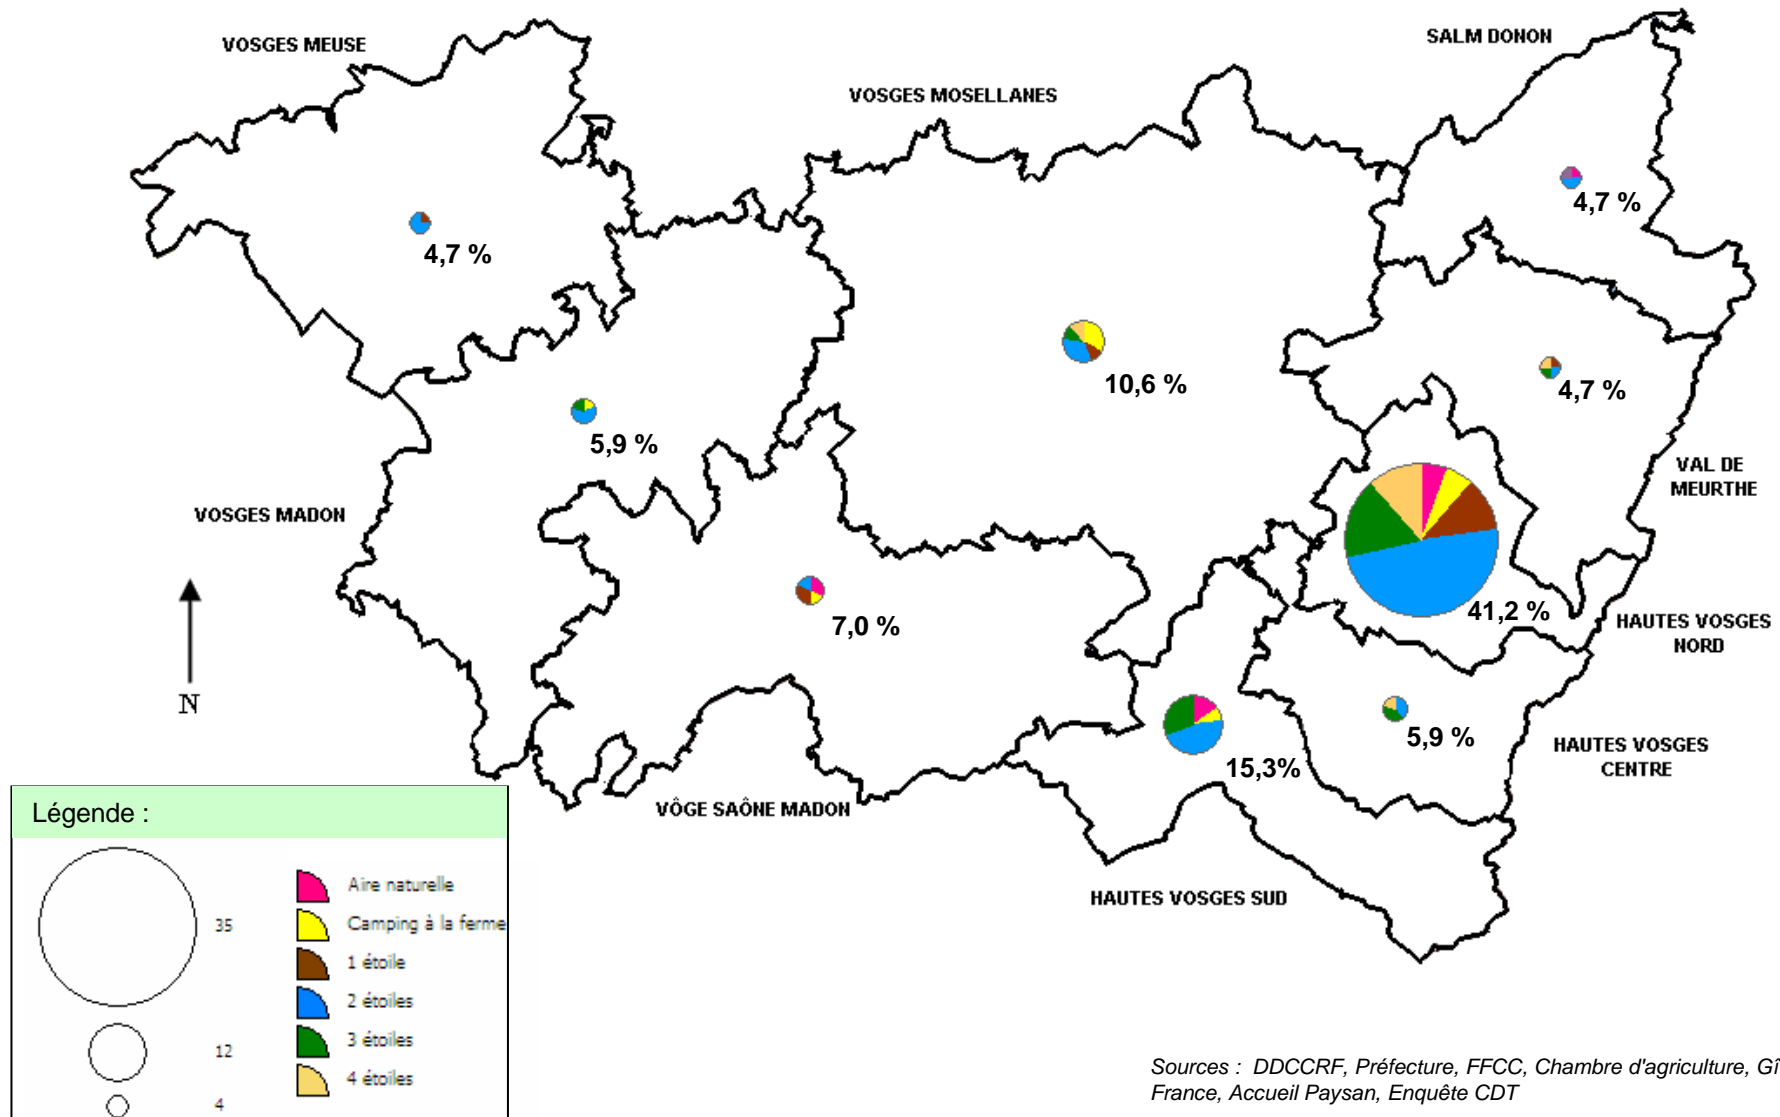 VOSGES MEUSE
SALM DONON
VOSGES MOSELLANES
4,7 %
4,7 %
10,6 %
4,7 %
5,9 %
VAL DE
MEURTHE
VOSGES MADON
41,2 %
HAUTES VOSGES
NORD
7,0 %
N
5,9 %
HAUTES VOSGES
CENTRE
15,3%
VÔGE SAÔNE MADON
HAUTES VOSGES SUD
Légende :
35
12
4
Aire naturelle
Camping à la ferme
1 étoile
2 étoiles
3 étoiles
4 étoiles
Sources : DDCCRF, Préfecture, FFCC, Chambre d'agriculture, Gî
France, Accueil Paysan, Enquête CDT